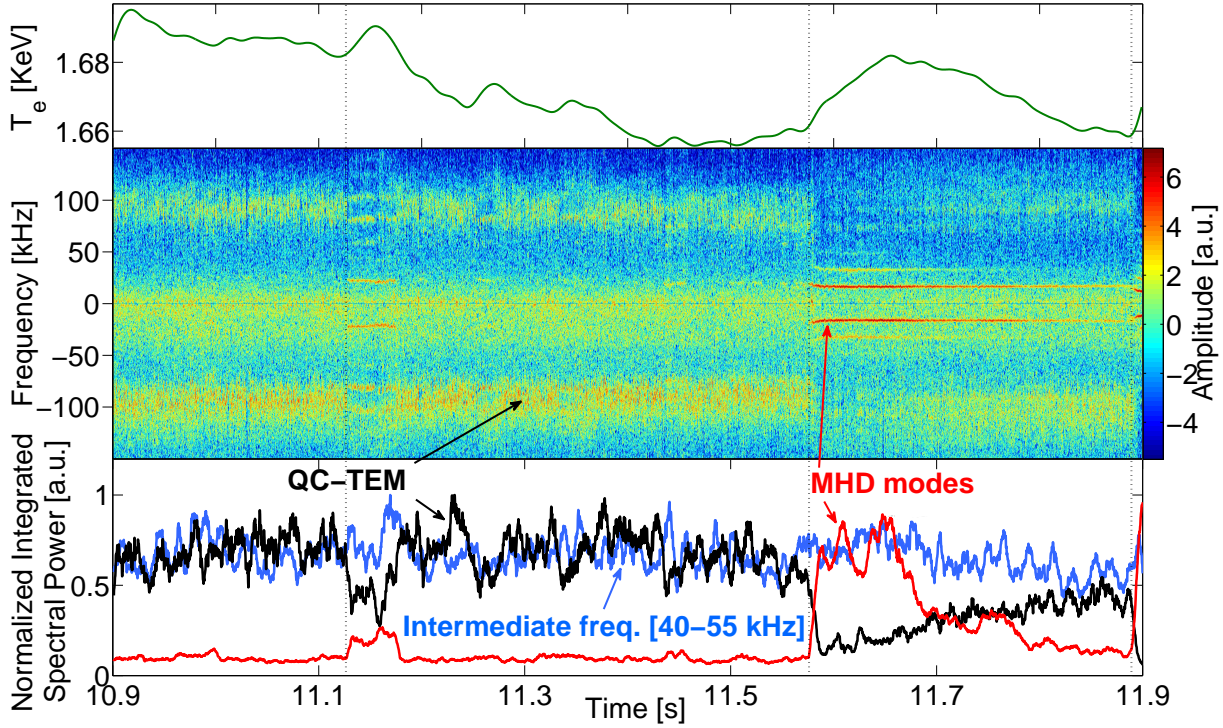 T_e [KeV]
1.68
1.66
Frequency [kHz]
100
50
0
−50
−100
6
4
2
0
−2
−4
Amplitude [a.u.]
QC−TEM
MHD modes
Intermediate freq. [40−55 kHz]
Normalized Integrated
Spectral Power [a.u.]
1
0.5
0
10.9
11.1
11.3
11.5
11.7
11.9
Time [s]